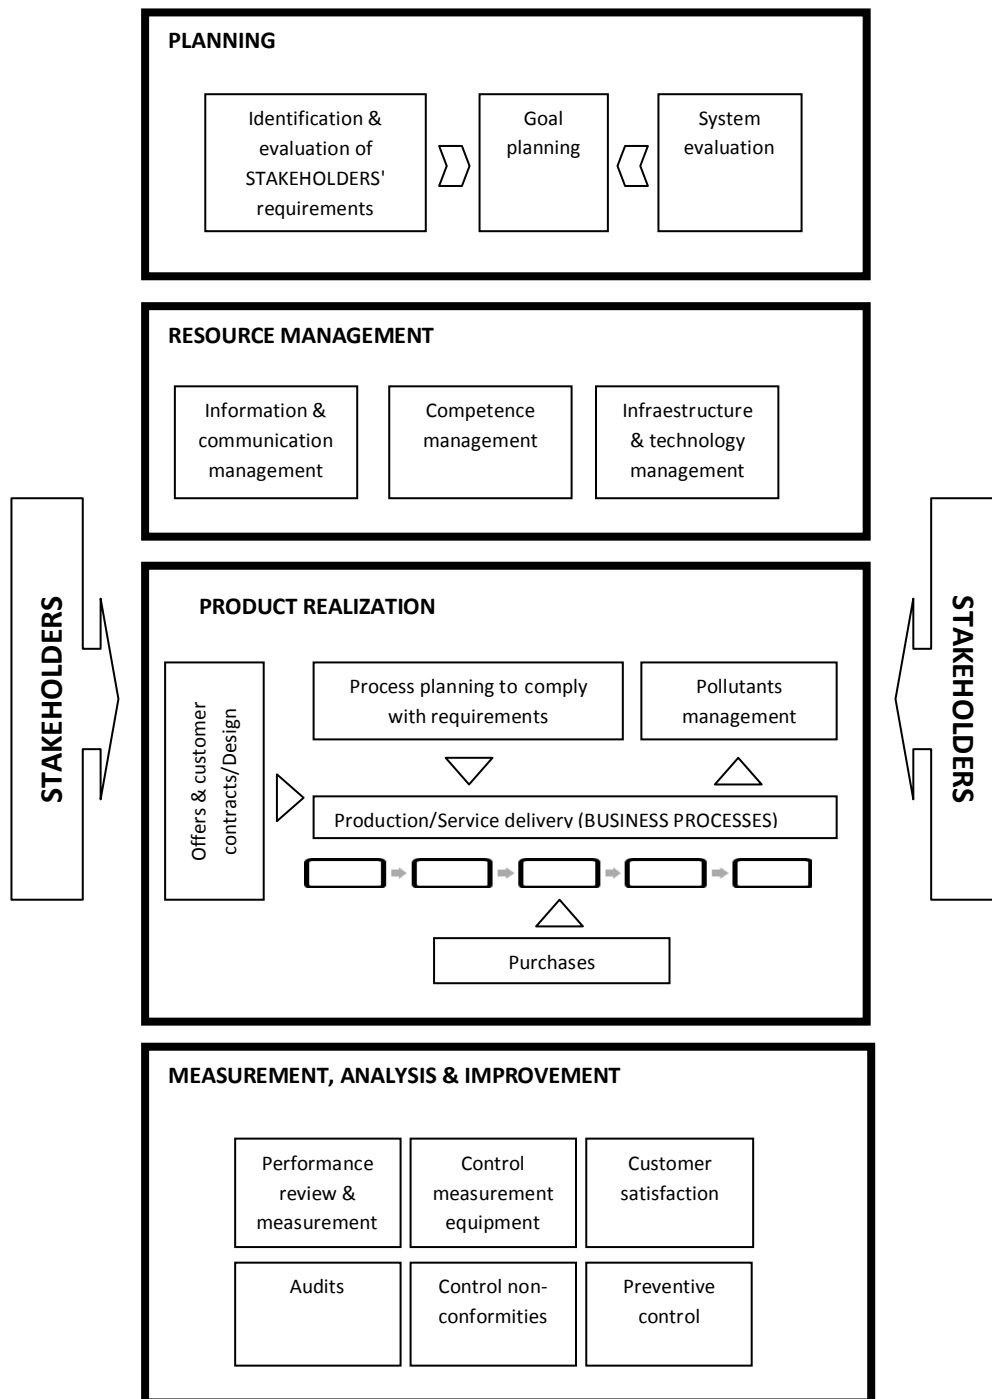 PLANNING
Identification &
evaluation of
STAKEHOLDERS'
requirements
Goal
planning
System
evaluation
RESOURCE MANAGEMENT
Information &
communication
management
Competence
management
Infraestructure
& technology
management
STAKEHOLDERS
PRODUCT REALIZATION
Offers & customer
contracts/Design
Process planning to comply
with requirements
Pollutants
management
Production/Service delivery (BUSINESS PROCESSES)
Purchases
STAKEHOLDERS
MEASUREMENT, ANALYSIS & IMPROVEMENT
Performance
review &
measurement
Control
measurement
equipment
Customer
satisfaction
Audits
Control non-
conformities
Preventive
control